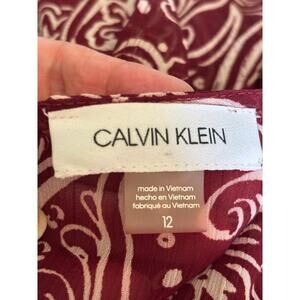 CALVIN KLEIN
made in Vietnam
hecho en Vietnam
fabriqué au Vietnam
12